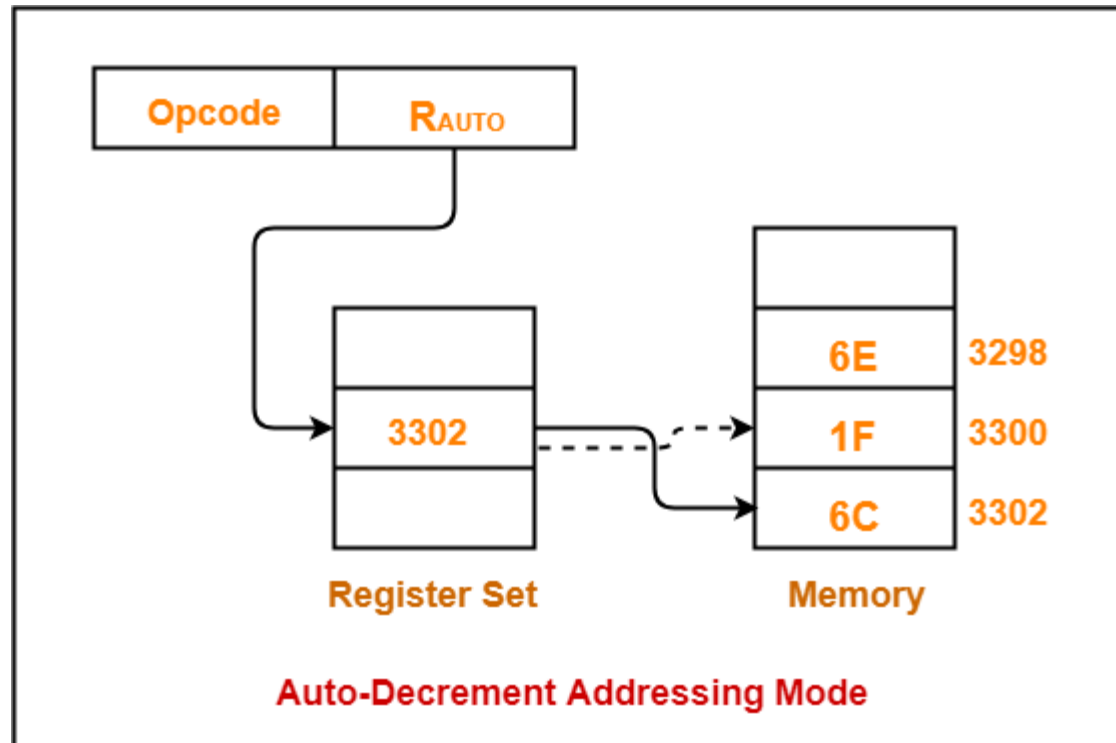 Opcode RAUTO
6E 3298
3302 1F 3300
6C 3302
Register Set Memory
Auto-Decrement Addressing Mode